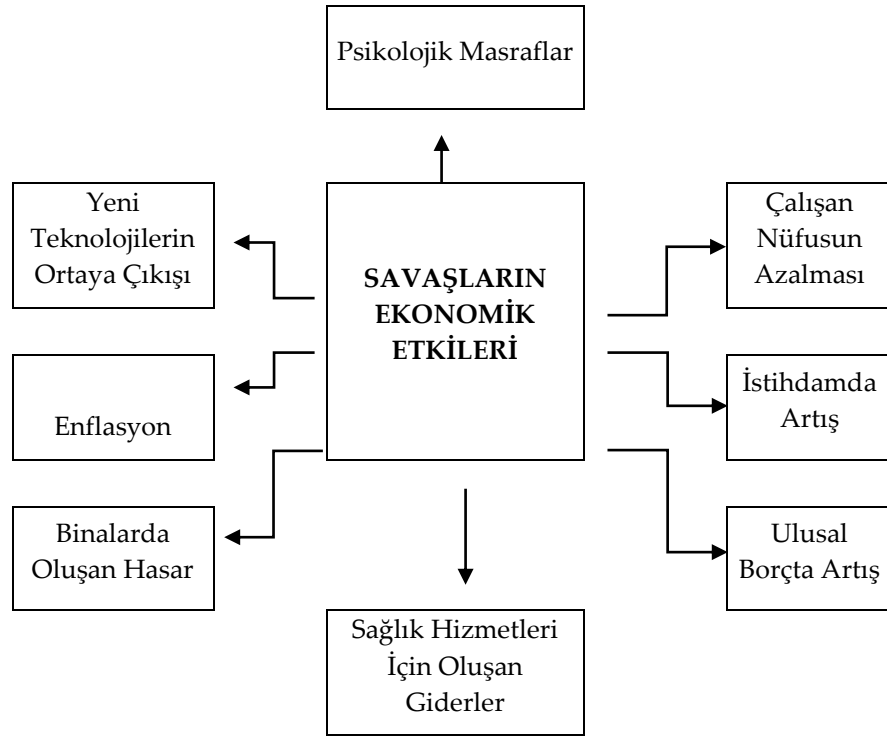 Psikolojik Masraflar
Yeni
Teknolojilerin
Ortaya Çıkışı
SAVAŞLARIN
EKONOMİK
ETKİLERİ
Çalışan
Nüfusun
Azalması
Enflasyon
İstihdamda
Artış
Binalarda
Oluşan Hasar
Ulusal
Borçta Artış
Sağlık Hizmetleri
İçin Oluşan
Giderler